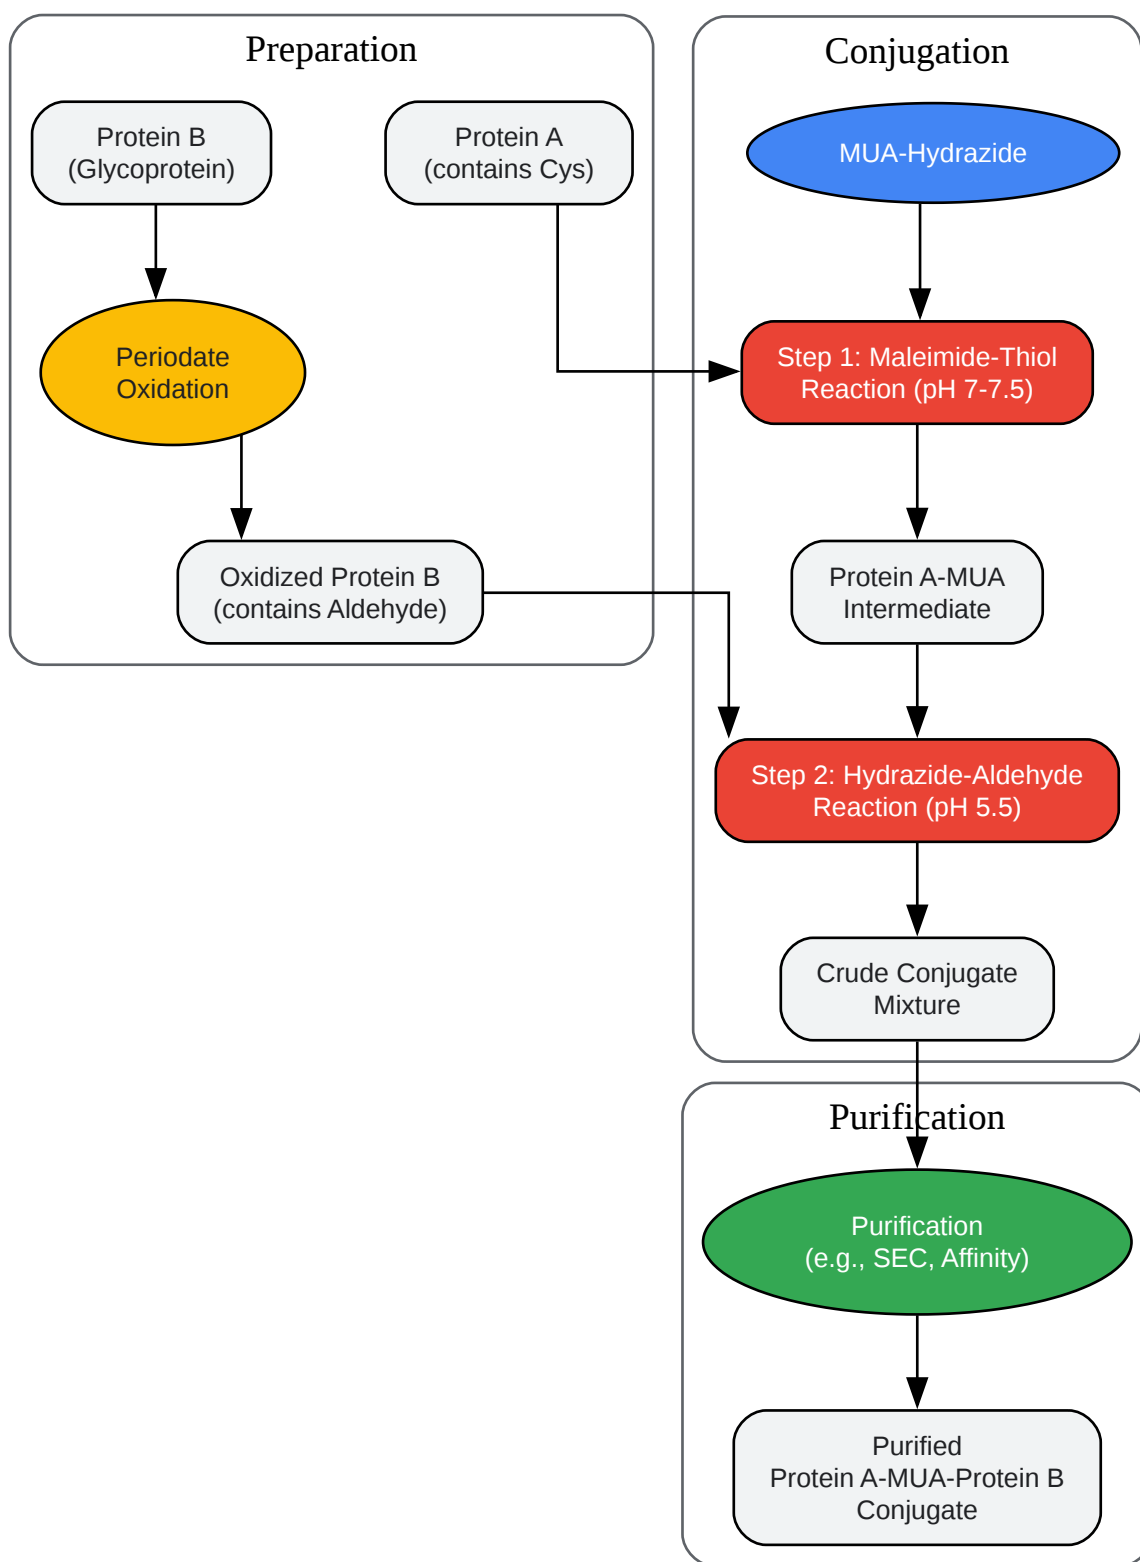 Preparation
Protein B
(Glycoprotein)
Protein A
(contains Cys)
Periodate
Oxidation
Oxidized Protein B
(contains Aldehyde)
Conjugation
MUA-Hydrazide
Step 1: Maleimide-Thiol
Reaction (pH 7-7.5)
Protein A-MUA
Intermediate
Step 2: Hydrazide-Aldehyde
Reaction (pH 5.5)
Crude Conjugate
Mixture
Purification
Purification
(e.g., SEC, Affinity)
Purified
Protein A-MUA-Protein B
Conjugate